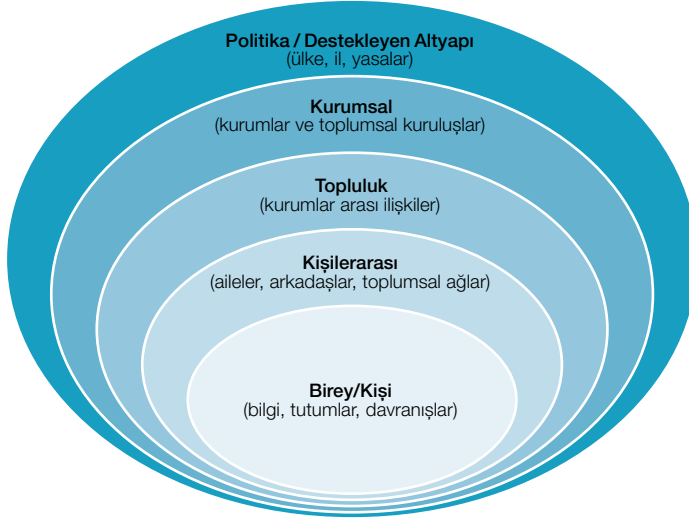 Politika / Destekleyen Altyapı
(ülke, il, yasalar)
Kurumsal
(kurumlar ve toplumsal kuruluşlar)
Topluluk
(kurumlar arası ilişkiler)
Kişilerarası
(aileler, arkadaşlar, toplumsal ağlar)
Birey/Kişi
(bilgi, tutumlar, davranışlar)